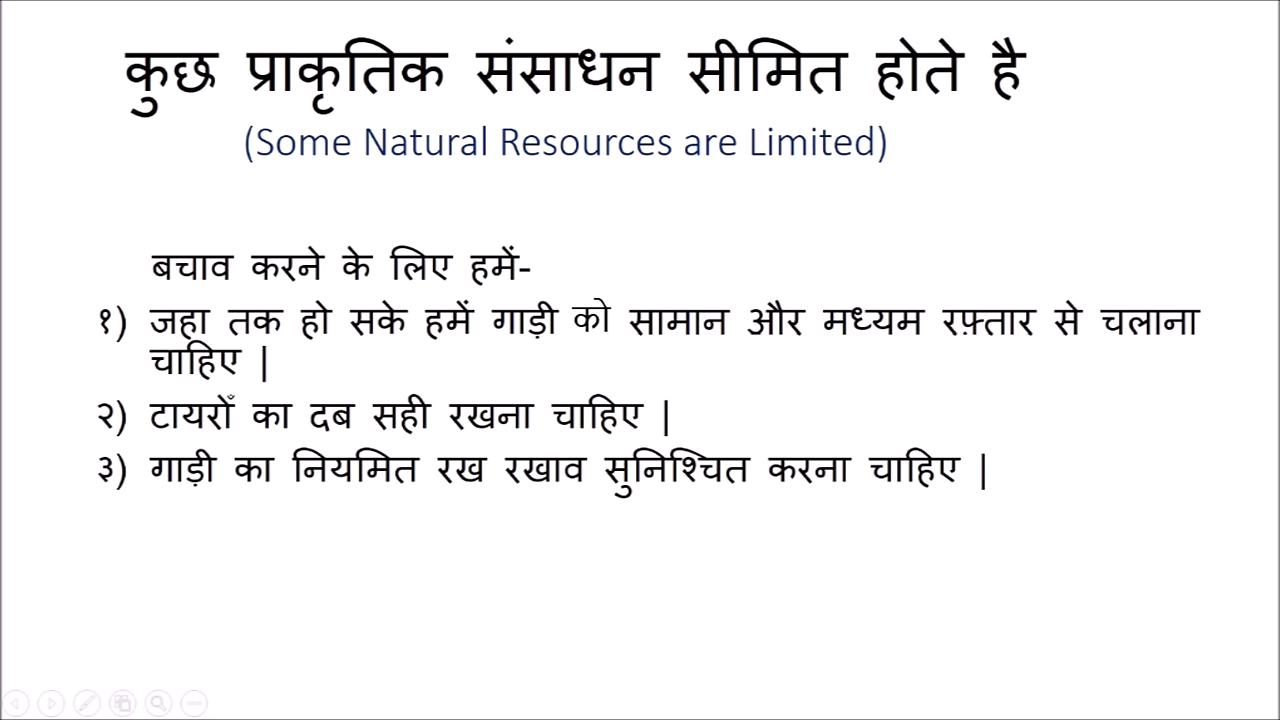 कुछ प्राकृतिक संसाधन सीमित होते है
(Some Natural Resources are Limited)
बचाव करने के लिए हमें-
१) जहा तक हो सके हमें गाड़ी को सामान और मध्यम रफ़्तार से चलाना
चाहिए |
२) टायरोँ का दब सही रखना चाहिए |
३) गाड़ी का नियमित रख रखाव सुनिश्चित करना चाहिए |